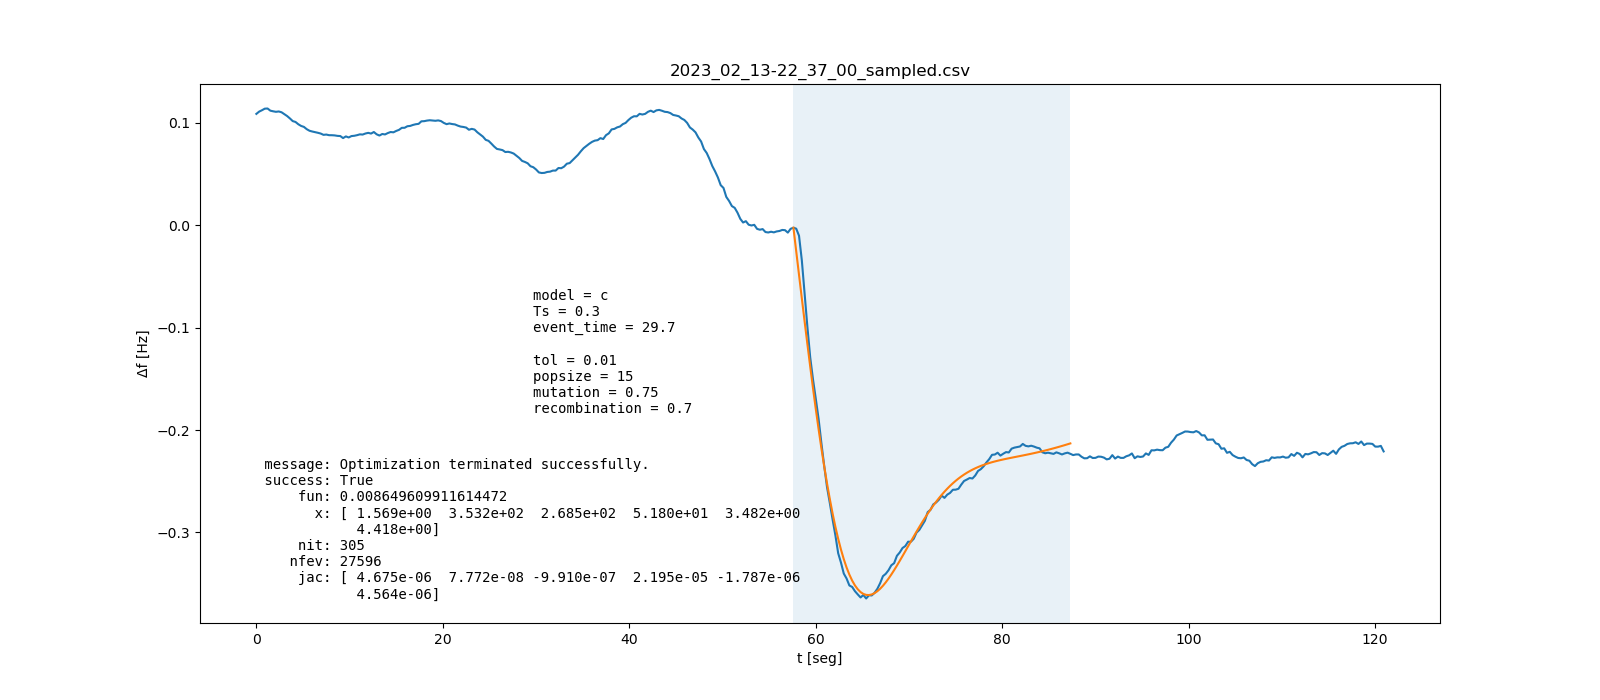 2023_02_13-22_37_00_sampled.csv
0.1
0.0
−0.1
−0.2
−0.3
Δf [Hz]
model = c
Ts = 0.3
event_time = 29.7
tol = 0.01
popsize = 15
mutation = 0.75
recombination = 0.7
message: Optimization terminated successfully.
success: True
fun: 0.008649609911614472
x: [ 1.569e+00  3.532e+02  2.685e+02  5.180e+01  3.482e+00
4.418e+00]
nit: 305
nfev: 27596
jac: [ 4.675e-06  7.772e-08 -9.910e-07  2.195e-05 -1.787e-06
4.564e-06]
0 20 40 60 80 100 120
t [seg]